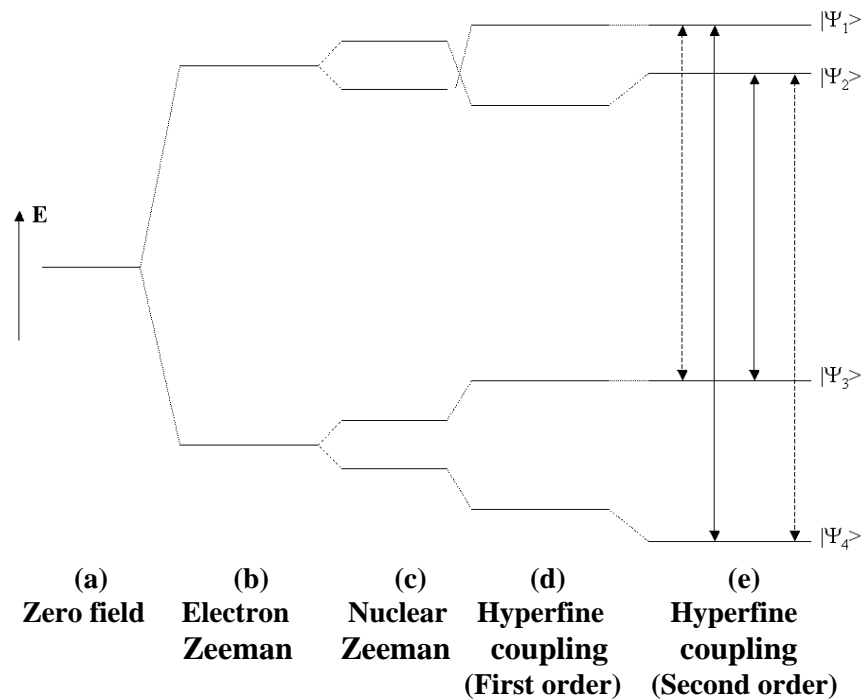 |Ψ₁>
|Ψ₂>
E
|Ψ₃>
|Ψ₄>
(a) (b) (c) (d) (e)
Zero field Electron Nuclear Hyperfine Hyperfine
Zeeman Zeeman coupling coupling
(First order) (Second order)